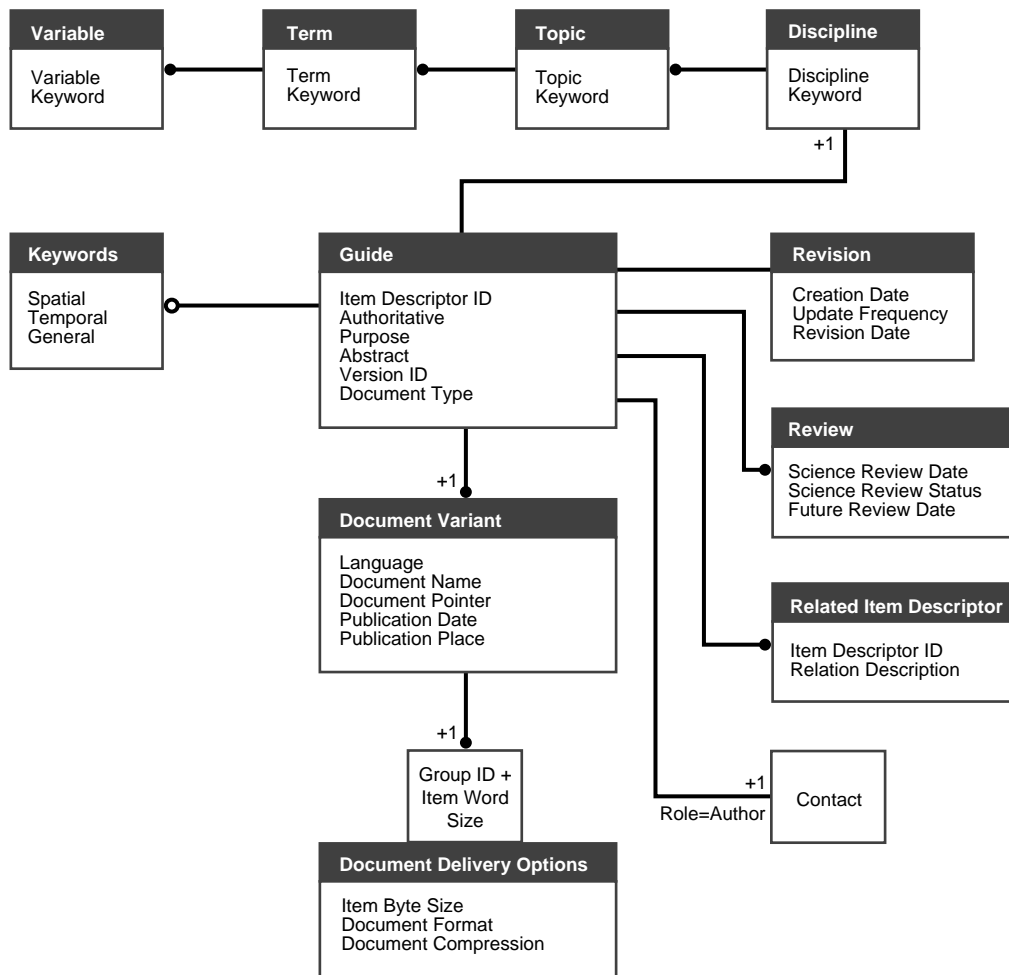 Variable
Variable
Keyword
Term
Term
Keyword
Topic
Topic
Keyword
Discipline
Discipline
Keyword
+1
Keywords
Spatial
Temporal
General
Guide
Item Descriptor ID
Authoritative
Purpose
Abstract
Version ID
Document Type
Revision
Creation Date
Update Frequency
Revision Date
Review
Science Review Date
Science Review Status
Future Review Date
+1
Document Variant
Language
Document Name
Document Pointer
Publication Date
Publication Place
Related Item Descriptor
Item Descriptor ID
Relation Description
+1
Group ID +
Item Word
Size
+1
Role=Author
Contact
Document Delivery Options
Item Byte Size
Document Format
Document Compression